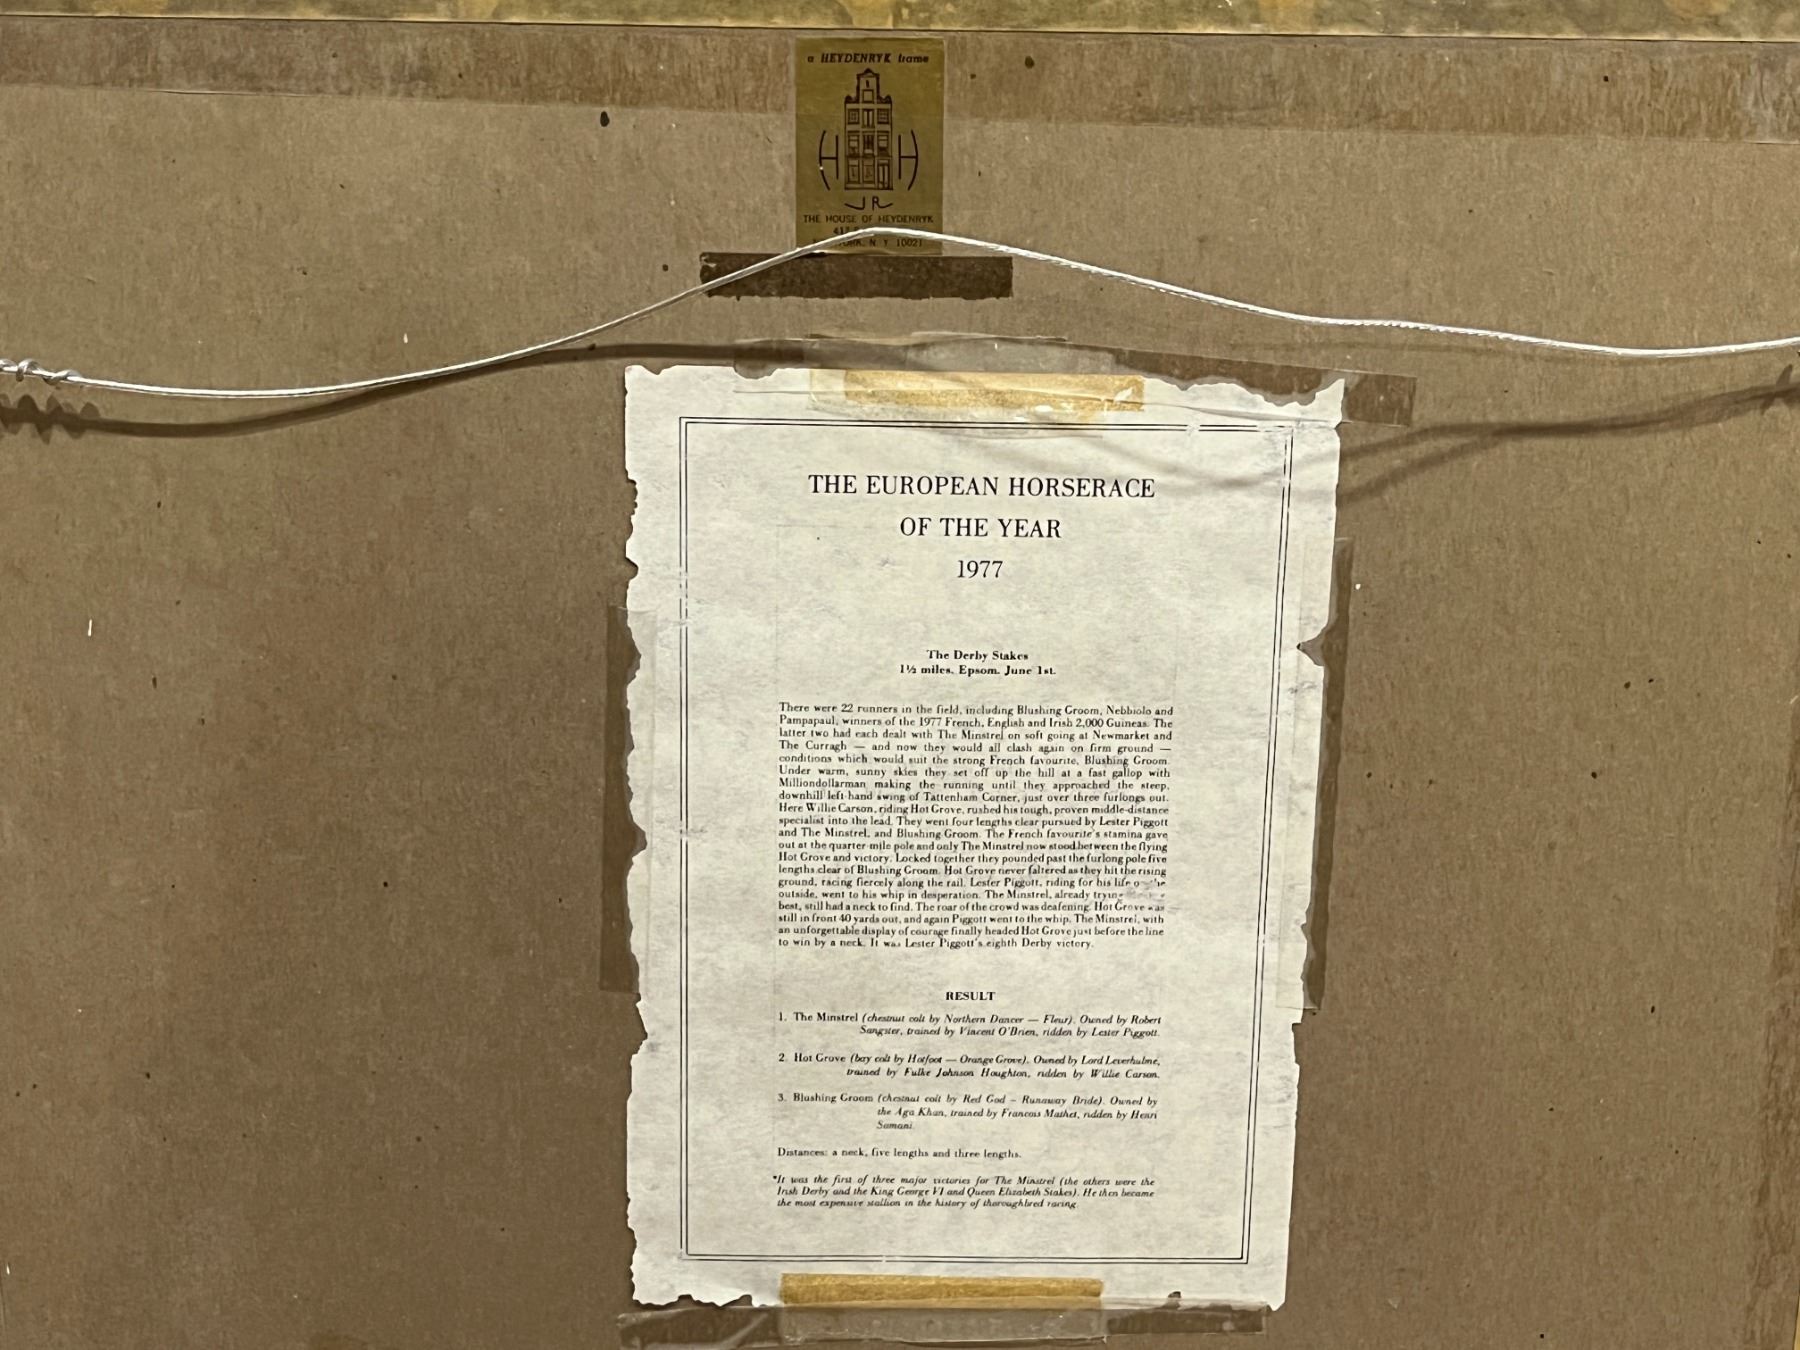 a HEYDENRYK frame
H H
J R
THE HOUSE OF HEYDENRYK
N. Y. 10021
THE EUROPEAN HORSERACE
OF THE YEAR
1977
The Derby Stakes
1½ miles. Epsom. June 1st.
There were 22 runners in the field, including Blushing Groom, Nebbiolo and
Pampapaul, winners of the 1977 French, English and Irish 2,000 Guineas. The
latter two had each dealt with The Minstrel on soft going at Newmarket and
The Curragh — and now they would all clash again on firm ground —
conditions which would suit the strong French favourite, Blushing Groom.
Under warm, sunny skies they set off up the hill at a fast gallop with
Milliondollarman making the running until they approached the steep,
downhill left-hand swing of Tattenham Corner, just over three furlongs out.
Here Willie Carson, riding Hot Grove, rushed his tough, proven middle-distance
specialist into the lead. They went four lengths clear pursued by Lester Piggott
and The Minstrel, and Blushing Groom. The French favourite's stamina gave
out at the quarter-mile pole and only The Minstrel now stood between the flying
Hot Grove and victory. Locked together they pounded past the furlong pole five
lengths clear of Blushing Groom. Hot Grove never faltered as they hit the rising
ground, racing fiercely along the rail. Lester Piggott, riding for his life
outside, went to his whip in desperation. The Minstrel, already
best, still had a neck to find. The roar of the crowd was deafening. Hot Grove was
still in front 40 yards out, and again Piggott went to the whip. The Minstrel, with
an unforgettable display of courage finally headed Hot Grove just before the line
to win by a neck. It was Lester Piggott's eighth Derby victory.
RESULT
1. The Minstrel (chestnut colt by Northern Dancer — Fleur). Owned by Robert
Sangster, trained by Vincent O'Brien, ridden by Lester Piggott.
2. Hot Grove (bay colt by Hotfoot — Orange Grove). Owned by Lord Leverhulme,
trained by Fulke Johnson Houghton, ridden by Willie Carson.
3. Blushing Groom (chestnut colt by Red God – Runaway Bride). Owned by
the Aga Khan, trained by Francois Mathet, ridden by Henri
Samani.
Distances: a neck, five lengths and three lengths.
*It was the first of three major victories for The Minstrel (the others were the
Irish Derby and the King George VI and Queen Elizabeth Stakes). He then became
the most expensive stallion in the history of thoroughbred racing.